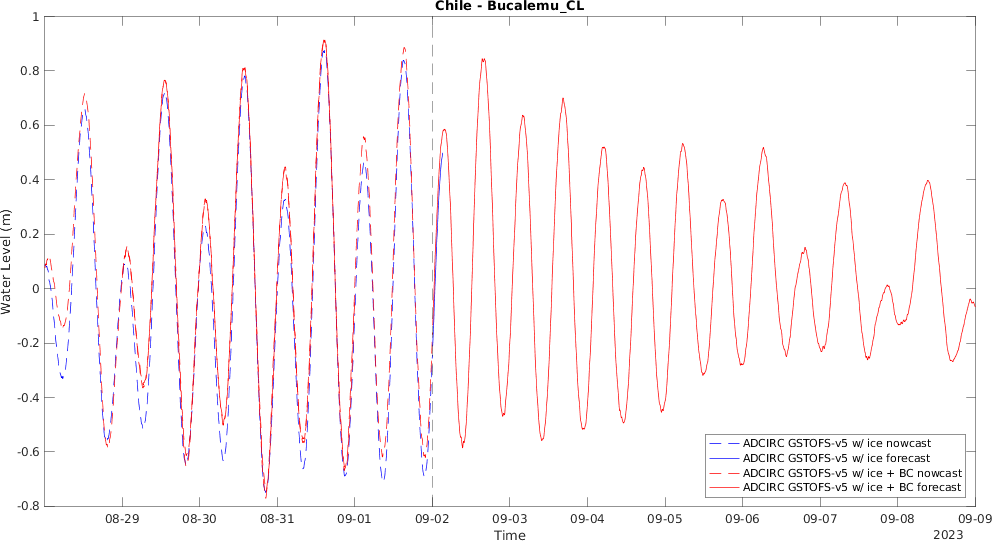 Chile - Bucalemu_CL
Water Level (m)
1
0.8
0.6
0.4
0.2
0
-0.2
-0.4
-0.6
-0.8
ADCIRC GSTOFS-v5 w/ ice nowcast
ADCIRC GSTOFS-v5 w/ ice forecast
ADCIRC GSTOFS-v5 w/ ice + BC nowcast
ADCIRC GSTOFS-v5 w/ ice + BC forecast
08-29 08-30 08-31 09-01 09-02 09-03 09-04 09-05 09-06 09-07 09-08 09-09
Time
2023